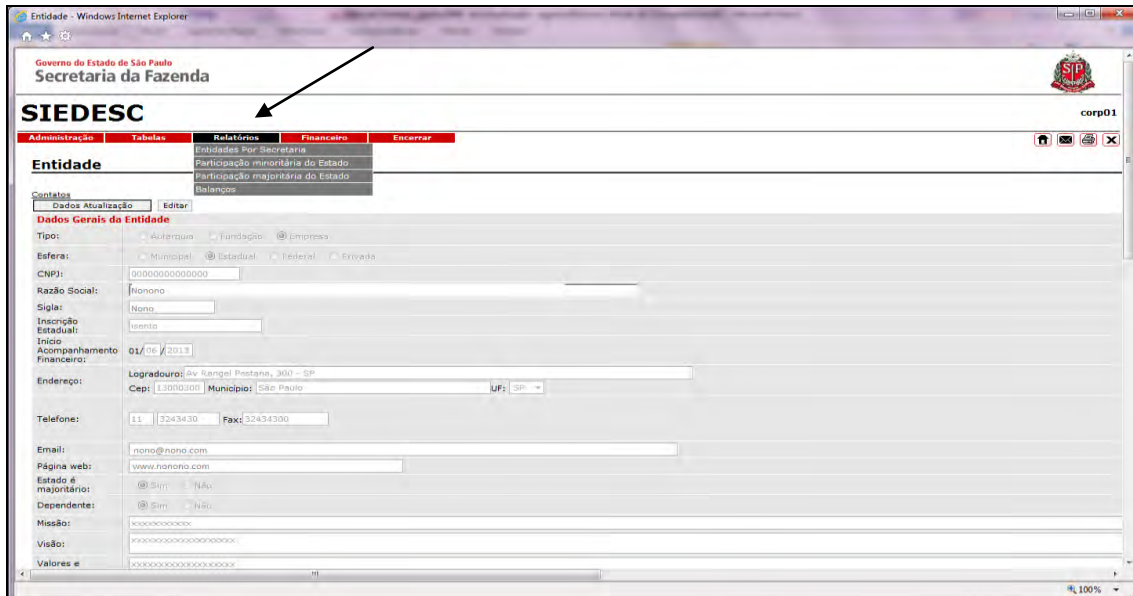 Entidade - Windows Internet Explorer
Governo do Estado de São Paulo
Secretaria da Fazenda
SIEDESC
corp01
Administração Tabelas Relatórios Financeiro Encerrar
Entidades Por Secretaria
Participação minoritária do Estado
Participação majoritária do Estado
Balanços
Entidade
Contatos
Dados Atualização Editar
Dados Gerais da Entidade
Tipo: Autarquia Fundação Empresa
Esfera: Municipal Estadual Federal Privada
CNPJ: 00000000000000
Razão Social: Nonono
Sigla: Nono
Inscrição Estadual: isento
Início Acompanhamento Financeiro: 01/ 06 / 2013
Endereço: Logradouro: Av Rangel Pestana, 300 - SP
Cep: 13000300 Município: São Paulo UF: SP
Telefone: 11 3243430 Fax: 32434300
Email: nono@nono.com
Página web: www.nonono.com
Estado é majoritário: Sim Não
Dependente: Sim Não
Missão: xxxxxxxxxxx
Visão: xxxxxxxxxxxxxxxxxxx
Valores e xxxxxxxxxxxxxxxxxxx
100%